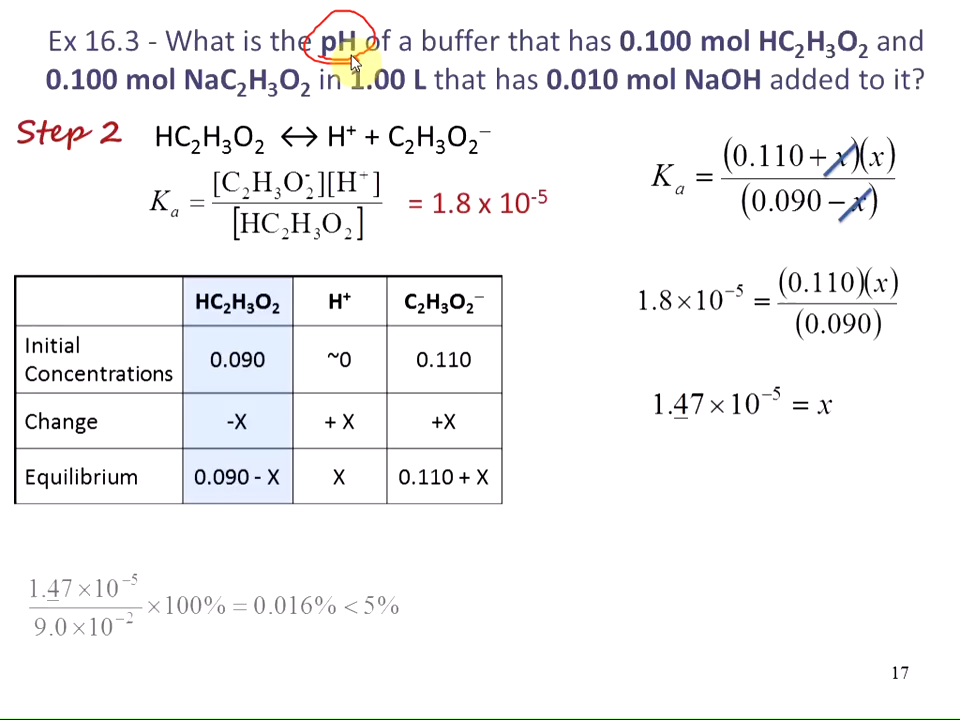 Ex 16.3 - What is the pH of a buffer that has 0.100 mol HC₂H₃O₂ and
0.100 mol NaC₂H₃O₂ in 1.00 L that has 0.010 mol NaOH added to it?
Step 2 HC₂H₃O₂ ↔ H⁺ + C₂H₃O₂⁻
Kₐ = [C₂H₃O₂⁻][H⁺] / [HC₂H₃O₂] = 1.8 x 10⁻⁵
Kₐ = (0.110 + x)(x) / (0.090 − x)
1.8 × 10⁻⁵ = (0.110)(x) / (0.090)
1.47 × 10⁻⁵ = x
HC₂H₃O₂ H⁺ C₂H₃O₂⁻
Initial
Concentrations 0.090 ~0 0.110
Change -X + X +X
Equilibrium 0.090 - X X 0.110 + X
1.47 × 10⁻⁵ / 9.0 × 10⁻² × 100% = 0.016% < 5%
17